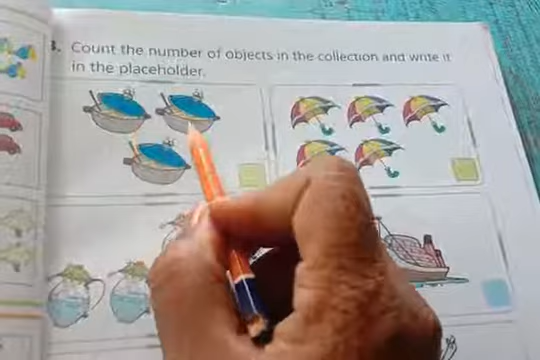 3. Count the number of objects in the collection and write it
in the placeholder.